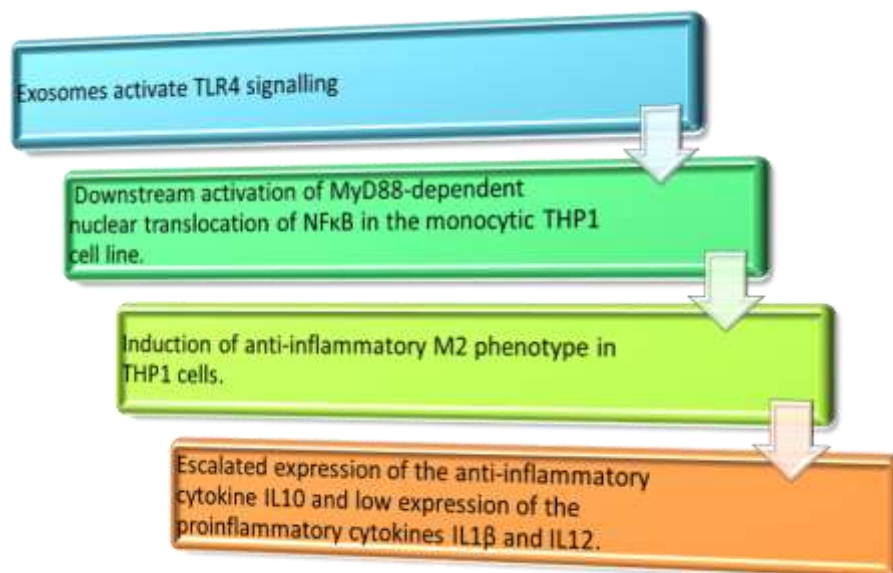 Exosomes activate TLR4 signalling
Downstream activation of MyD88-dependent
nuclear translocation of NFκB in the monocytic THP1
cell line.
Induction of anti-inflammatory M2 phenotype in
THP1 cells.
Escalated expression of the anti-inflammatory
cytokine IL10 and low expression of the
proinflammatory cytokines IL1β and IL12.